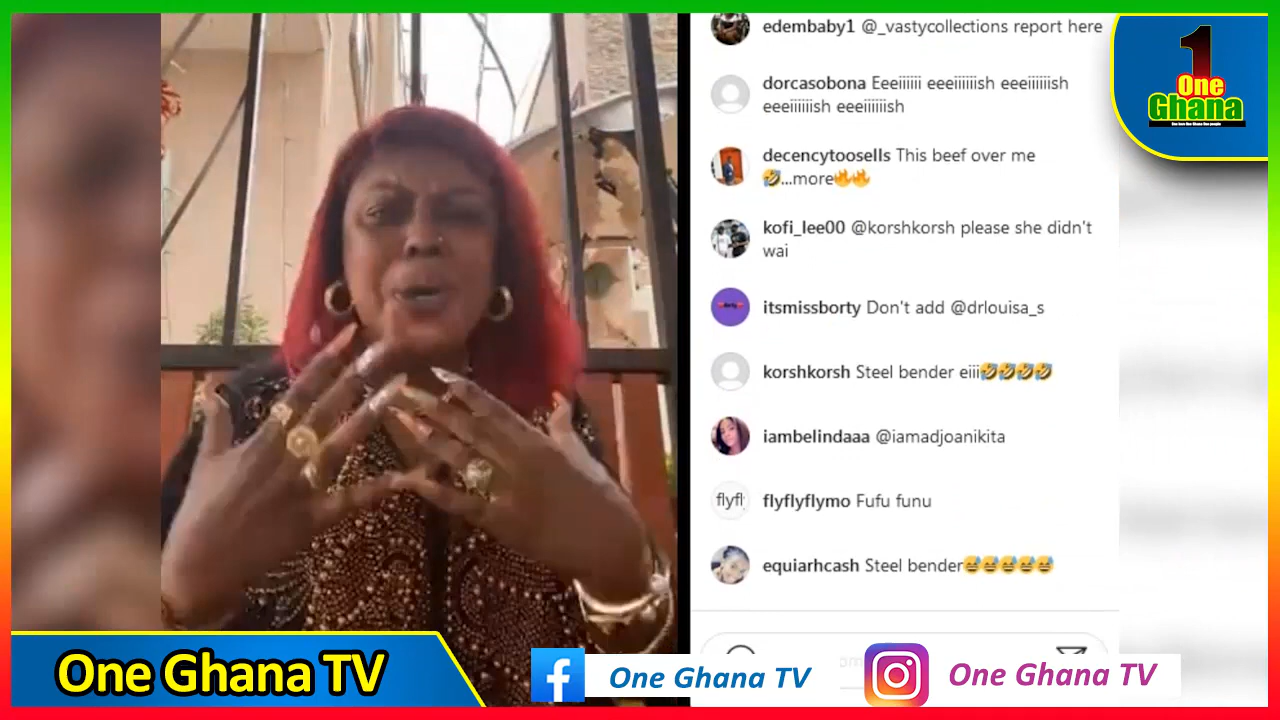 edembaby1 @_vastycollections report here
dorcasobona Eeeiiiiii eeeiiiiiish eeeiiiiiish
eeeiiiiiish eeeiiiiiish
decencytoosells This beef over me
🤣...more🔥🔥
kofi_lee00 @korshkorsh please she didn't
wai
itsmissborty Don't add @drlouisa_s
korshkorsh Steel bender eiii🤣🤣🤣🤣
iambelindaaa @iamadjoanikita
flyfl
flyflyflymo Fufu funu
equiarhcash Steel bender😅😅😅😅😅
1
One
Ghana
One Ghana TV
One Ghana TV
One Ghana TV